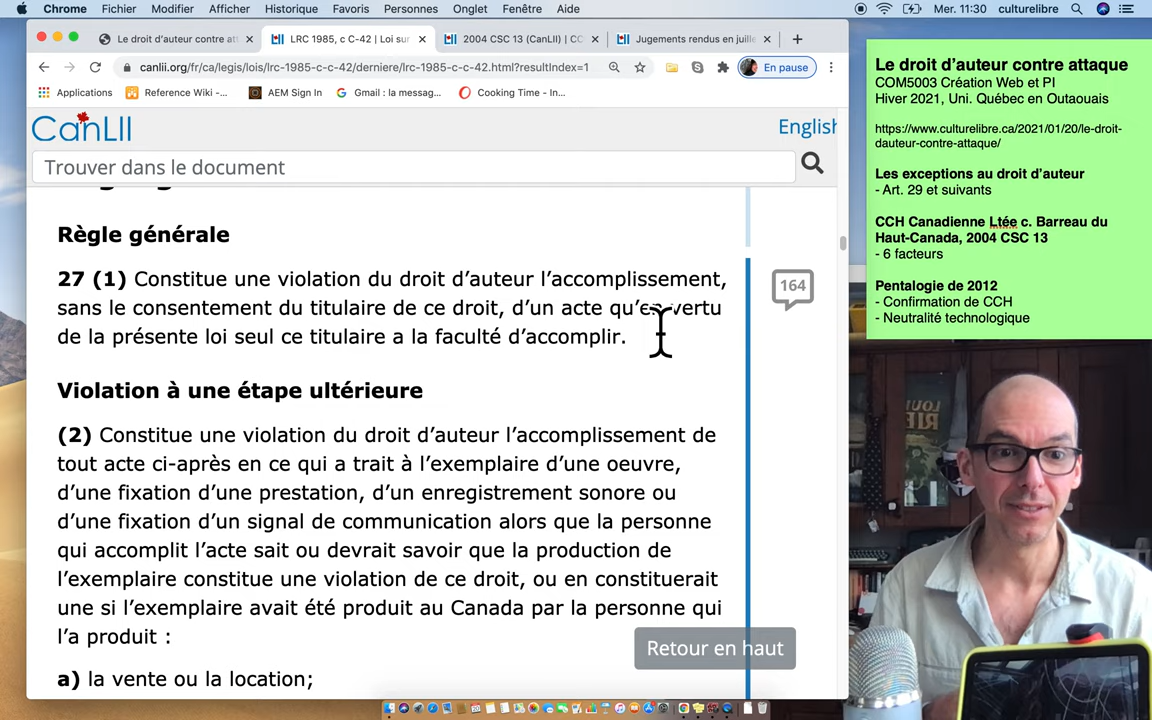 Chrome Fichier Modifier Afficher Historique Favoris Personnes Onglet Fenêtre Aide
Mer. 11:30 culturelibre
Le droit d'auteur contre att
LRC 1985, c C-42 | Loi sur
2004 CSC 13 (CanLII) | CC
Jugements rendus en juille
canlii.org/fr/ca/legis/lois/lrc-1985-c-c-42/derniere/lrc-1985-c-c-42.html?resultIndex=1
En pause
Applications
Reference Wiki -...
AEM Sign In
Gmail : la messag...
Cooking Time - In...
CanLII
English
Trouver dans le document
Règle générale
27 (1) Constitue une violation du droit d'auteur l'accomplissement,
sans le consentement du titulaire de ce droit, d'un acte qu'en vertu
de la présente loi seul ce titulaire a la faculté d'accomplir.
164
Violation à une étape ultérieure
(2) Constitue une violation du droit d'auteur l'accomplissement de
tout acte ci-après en ce qui a trait à l'exemplaire d'une oeuvre,
d'une fixation d'une prestation, d'un enregistrement sonore ou
d'une fixation d'un signal de communication alors que la personne
qui accomplit l'acte sait ou devrait savoir que la production de
l'exemplaire constitue une violation de ce droit, ou en constituerait
une si l'exemplaire avait été produit au Canada par la personne qui
l'a produit :
Retour en haut
a) la vente ou la location;
Le droit d'auteur contre attaque
COM5003 Création Web et PI
Hiver 2021, Uni. Québec en Outaouais
https://www.culturelibre.ca/2021/01/20/le-droit-
dauteur-contre-attaque/
Les exceptions au droit d'auteur
- Art. 29 et suivants
CCH Canadienne Ltée c. Barreau du
Haut-Canada, 2004 CSC 13
- 6 facteurs
Pentalogie de 2012
- Confirmation de CCH
- Neutralité technologique